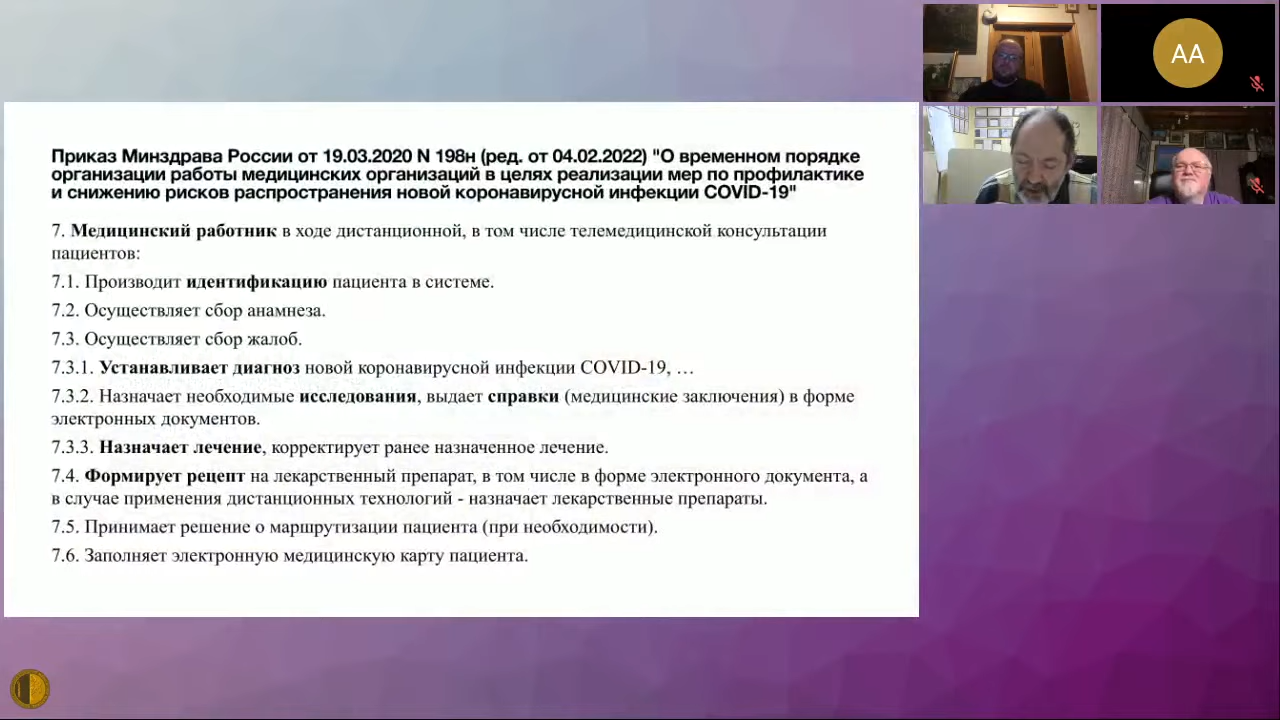 Приказ Минздрава России от 19.03.2020 N 198н (ред. от 04.02.2022) "О временном порядке
организации работы медицинских организаций в целях реализации мер по профилактике
и снижению рисков распространения новой коронавирусной инфекции COVID-19"
7. Медицинский работник в ходе дистанционной, в том числе телемедицинской консультации
пациентов:
7.1. Производит идентификацию пациента в системе.
7.2. Осуществляет сбор анамнеза.
7.3. Осуществляет сбор жалоб.
7.3.1. Устанавливает диагноз новой коронавирусной инфекции COVID-19, …
7.3.2. Назначает необходимые исследования, выдает справки (медицинские заключения) в форме
электронных документов.
7.3.3. Назначает лечение, корректирует ранее назначенное лечение.
7.4. Формирует рецепт на лекарственный препарат, в том числе в форме электронного документа, а
в случае применения дистанционных технологий - назначает лекарственные препараты.
7.5. Принимает решение о маршрутизации пациента (при необходимости).
7.6. Заполняет электронную медицинскую карту пациента.
AA